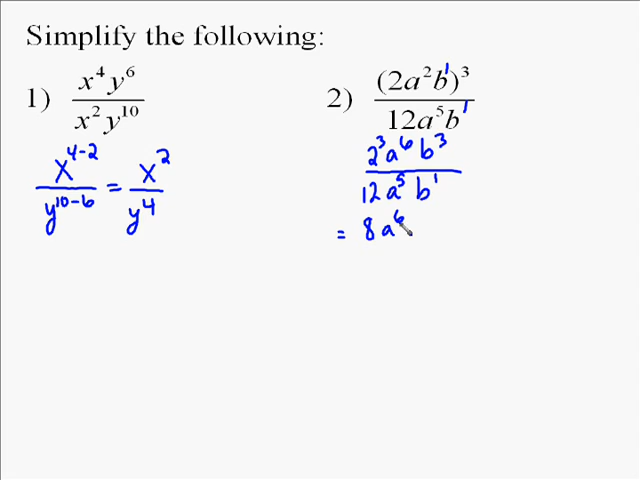 Simplify the following:
1) x⁴y⁶ / x²y¹⁰
x⁴⁻² / y¹⁰⁻⁶ = x² / y⁴
2) (2a²b¹)³ / 12a⁵b¹
2³a⁶b³ / 12a⁵b¹
= 8a⁶